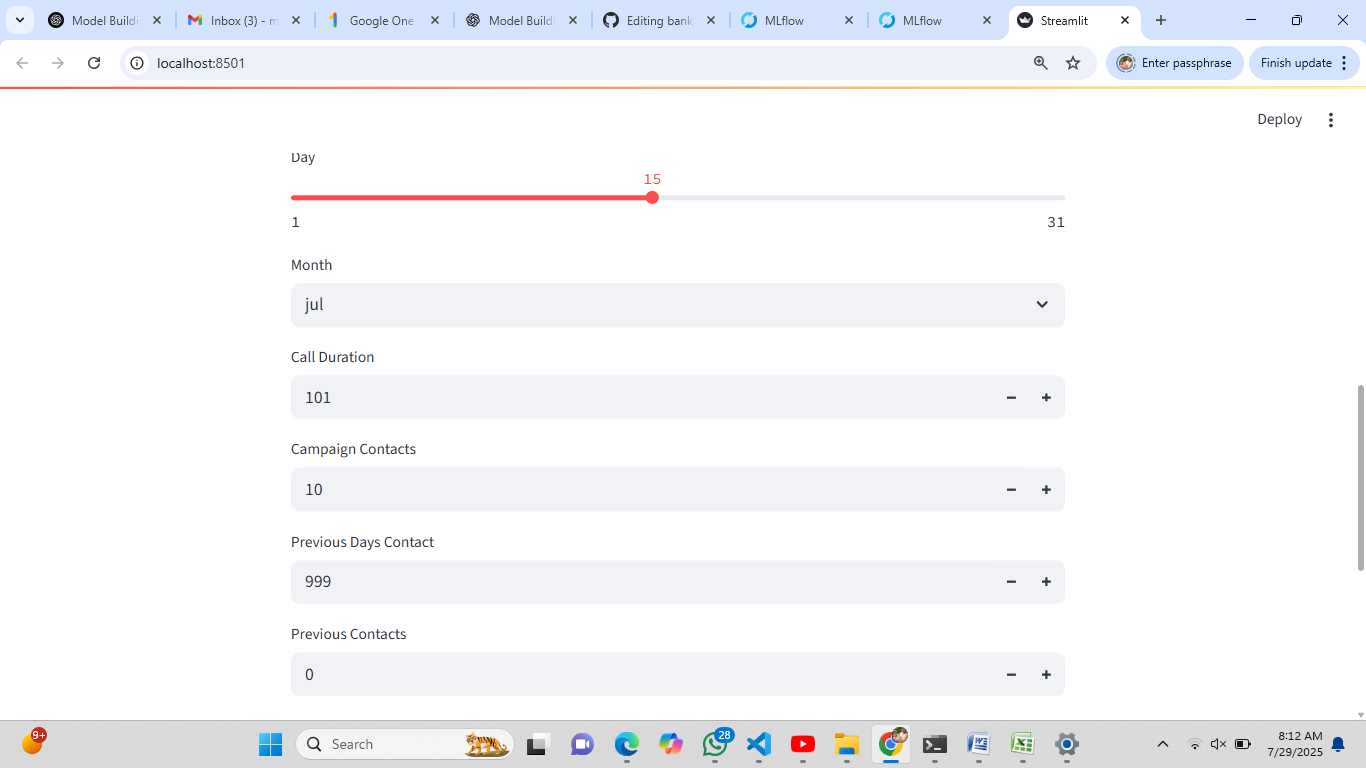 Model Buildi
Inbox (3) - m
Google One
Model Buildi
Editing bank
MLflow
MLflow
Streamlit
localhost:8501
Enter passphrase
Finish update
Deploy
Day
15
1
31
Month
jul
Call Duration
101
Campaign Contacts
10
Previous Days Contact
999
Previous Contacts
0
9+
Search
28
8:12 AM
7/29/2025